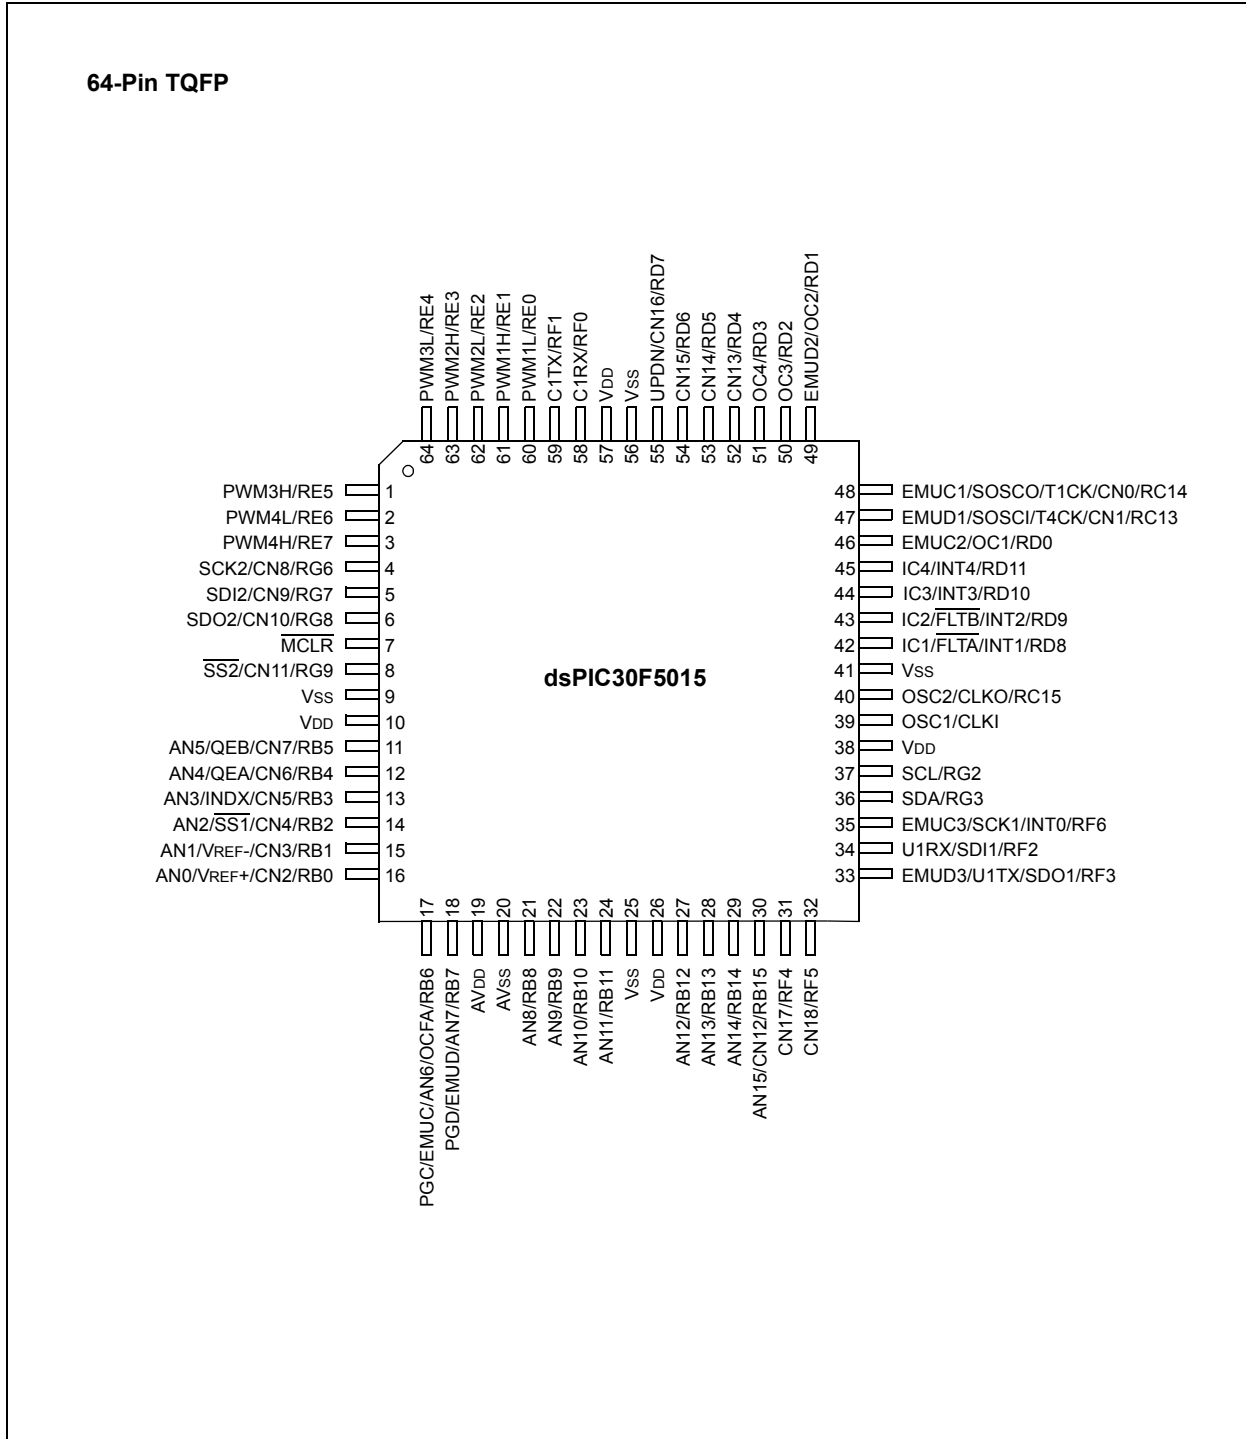 64-Pin TQFP
PWM3L/RE4
PWM2H/RE3
PWM2L/RE2
PWM1H/RE1
PWM1L/RE0
C1TX/RF1
C1RX/RF0
VDD
VSS
UPDN/CN16/RD7
CN15/RD6
CN14/RD5
CN13/RD4
OC4/RD3
OC3/RD2
EMUD2/OC2/RD1
64
63
62
61
60
59
58
57
56
55
54
53
52
51
50
49
PWM3H/RE5 1
PWM4L/RE6 2
PWM4H/RE7 3
SCK2/CN8/RG6 4
SDI2/CN9/RG7 5
SDO2/CN10/RG8 6
MCLR 7
SS2/CN11/RG9 8
VSS 9
VDD 10
AN5/QEB/CN7/RB5 11
AN4/QEA/CN6/RB4 12
AN3/INDX/CN5/RB3 13
AN2/SS1/CN4/RB2 14
AN1/VREF-/CN3/RB1 15
AN0/VREF+/CN2/RB0 16
dsPIC30F5015
48 EMUC1/SOSCO/T1CK/CN0/RC14
47 EMUD1/SOSCI/T4CK/CN1/RC13
46 EMUC2/OC1/RD0
45 IC4/INT4/RD11
44 IC3/INT3/RD10
43 IC2/FLTB/INT2/RD9
42 IC1/FLTA/INT1/RD8
41 VSS
40 OSC2/CLKO/RC15
39 OSC1/CLKI
38 VDD
37 SCL/RG2
36 SDA/RG3
35 EMUC3/SCK1/INT0/RF6
34 U1RX/SDI1/RF2
33 EMUD3/U1TX/SDO1/RF3
17
18
19
20
21
22
23
24
25
26
27
28
29
30
31
32
PGC/EMUC/AN6/OCFA/RB6
PGD/EMUD/AN7/RB7
AVDD
AVSS
AN8/RB8
AN9/RB9
AN10/RB10
AN11/RB11
VSS
VDD
AN12/RB12
AN13/RB13
AN14/RB14
AN15/CN12/RB15
CN17/RF4
CN18/RF5